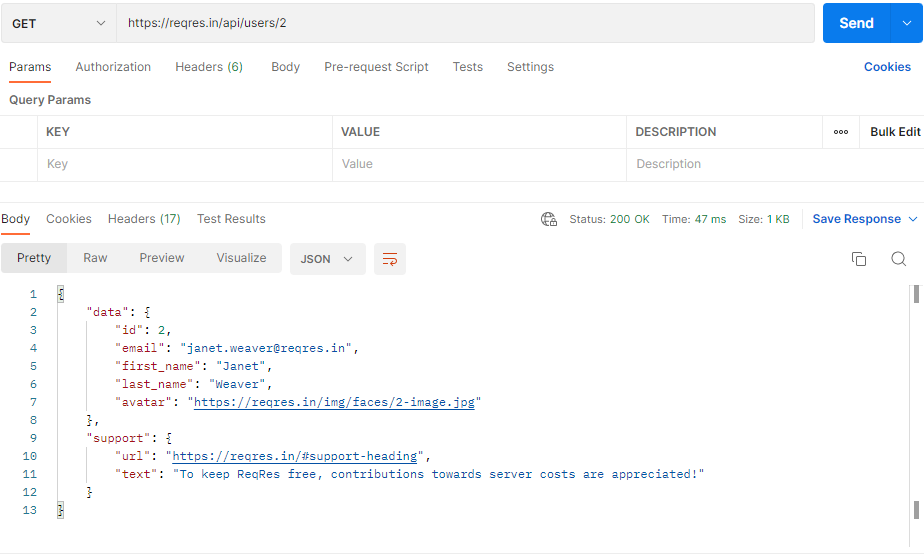 GET https://reqres.in/api/users/2 Send
Params Authorization Headers (6) Body Pre-request Script Tests Settings Cookies
Query Params
KEY VALUE DESCRIPTION ooo Bulk Edit
Key Value Description
Body Cookies Headers (17) Test Results Status: 200 OK Time: 47 ms Size: 1 KB Save Response
Pretty Raw Preview Visualize JSON
1 {
2 "data": {
3 "id": 2,
4 "email": "janet.weaver@reqres.in",
5 "first_name": "Janet",
6 "last_name": "Weaver",
7 "avatar": "https://reqres.in/img/faces/2-image.jpg"
8 },
9 "support": {
10 "url": "https://reqres.in/#support-heading",
11 "text": "To keep ReqRes free, contributions towards server costs are appreciated!"
12 }
13 }